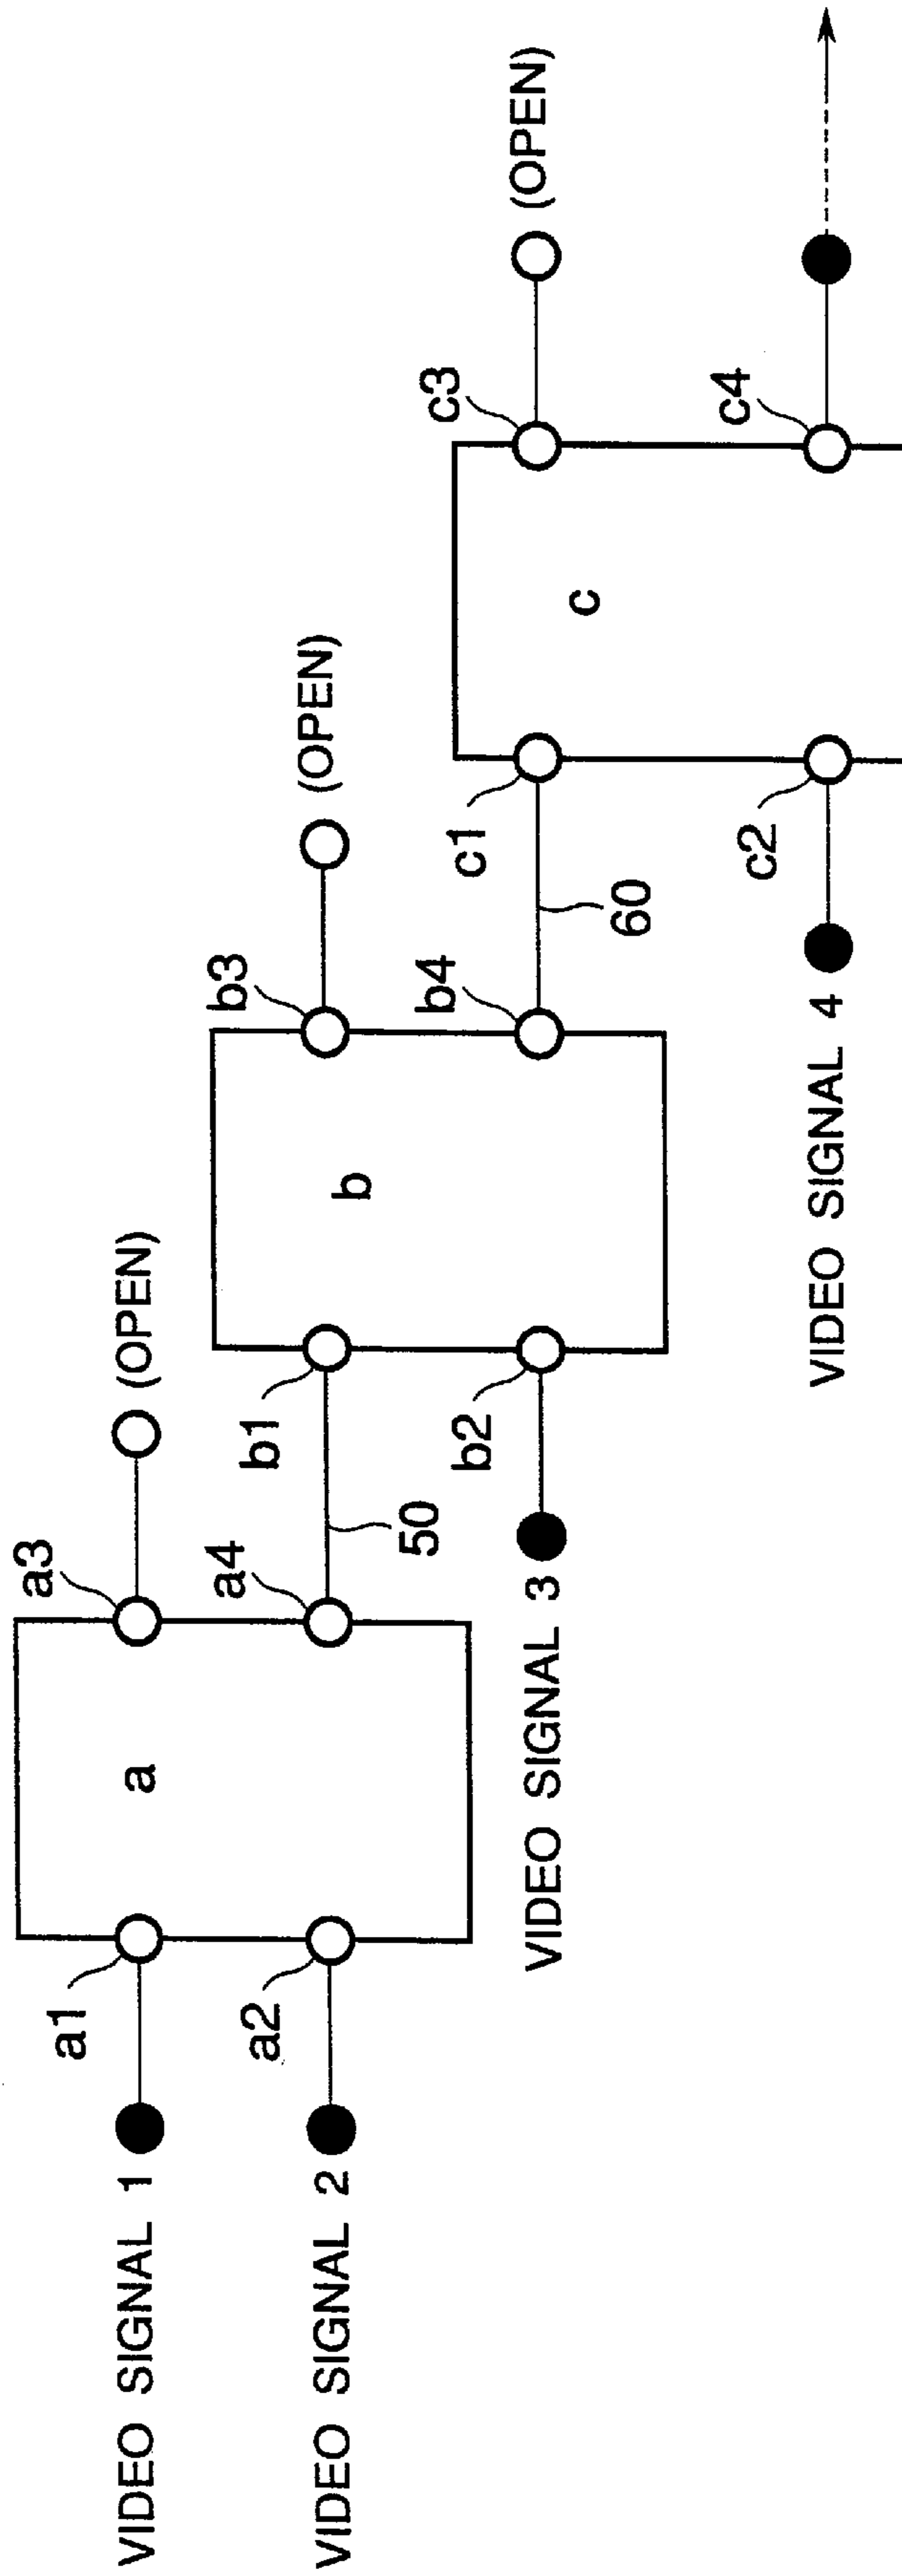 VIDEO SIGNAL 1
a1
a
a3
(OPEN)
VIDEO SIGNAL 2
a2
a4
50
b1
b
b3
(OPEN)
VIDEO SIGNAL 3
b2
b4
60
c1
c
c3
(OPEN)
VIDEO SIGNAL 4
c2
c4